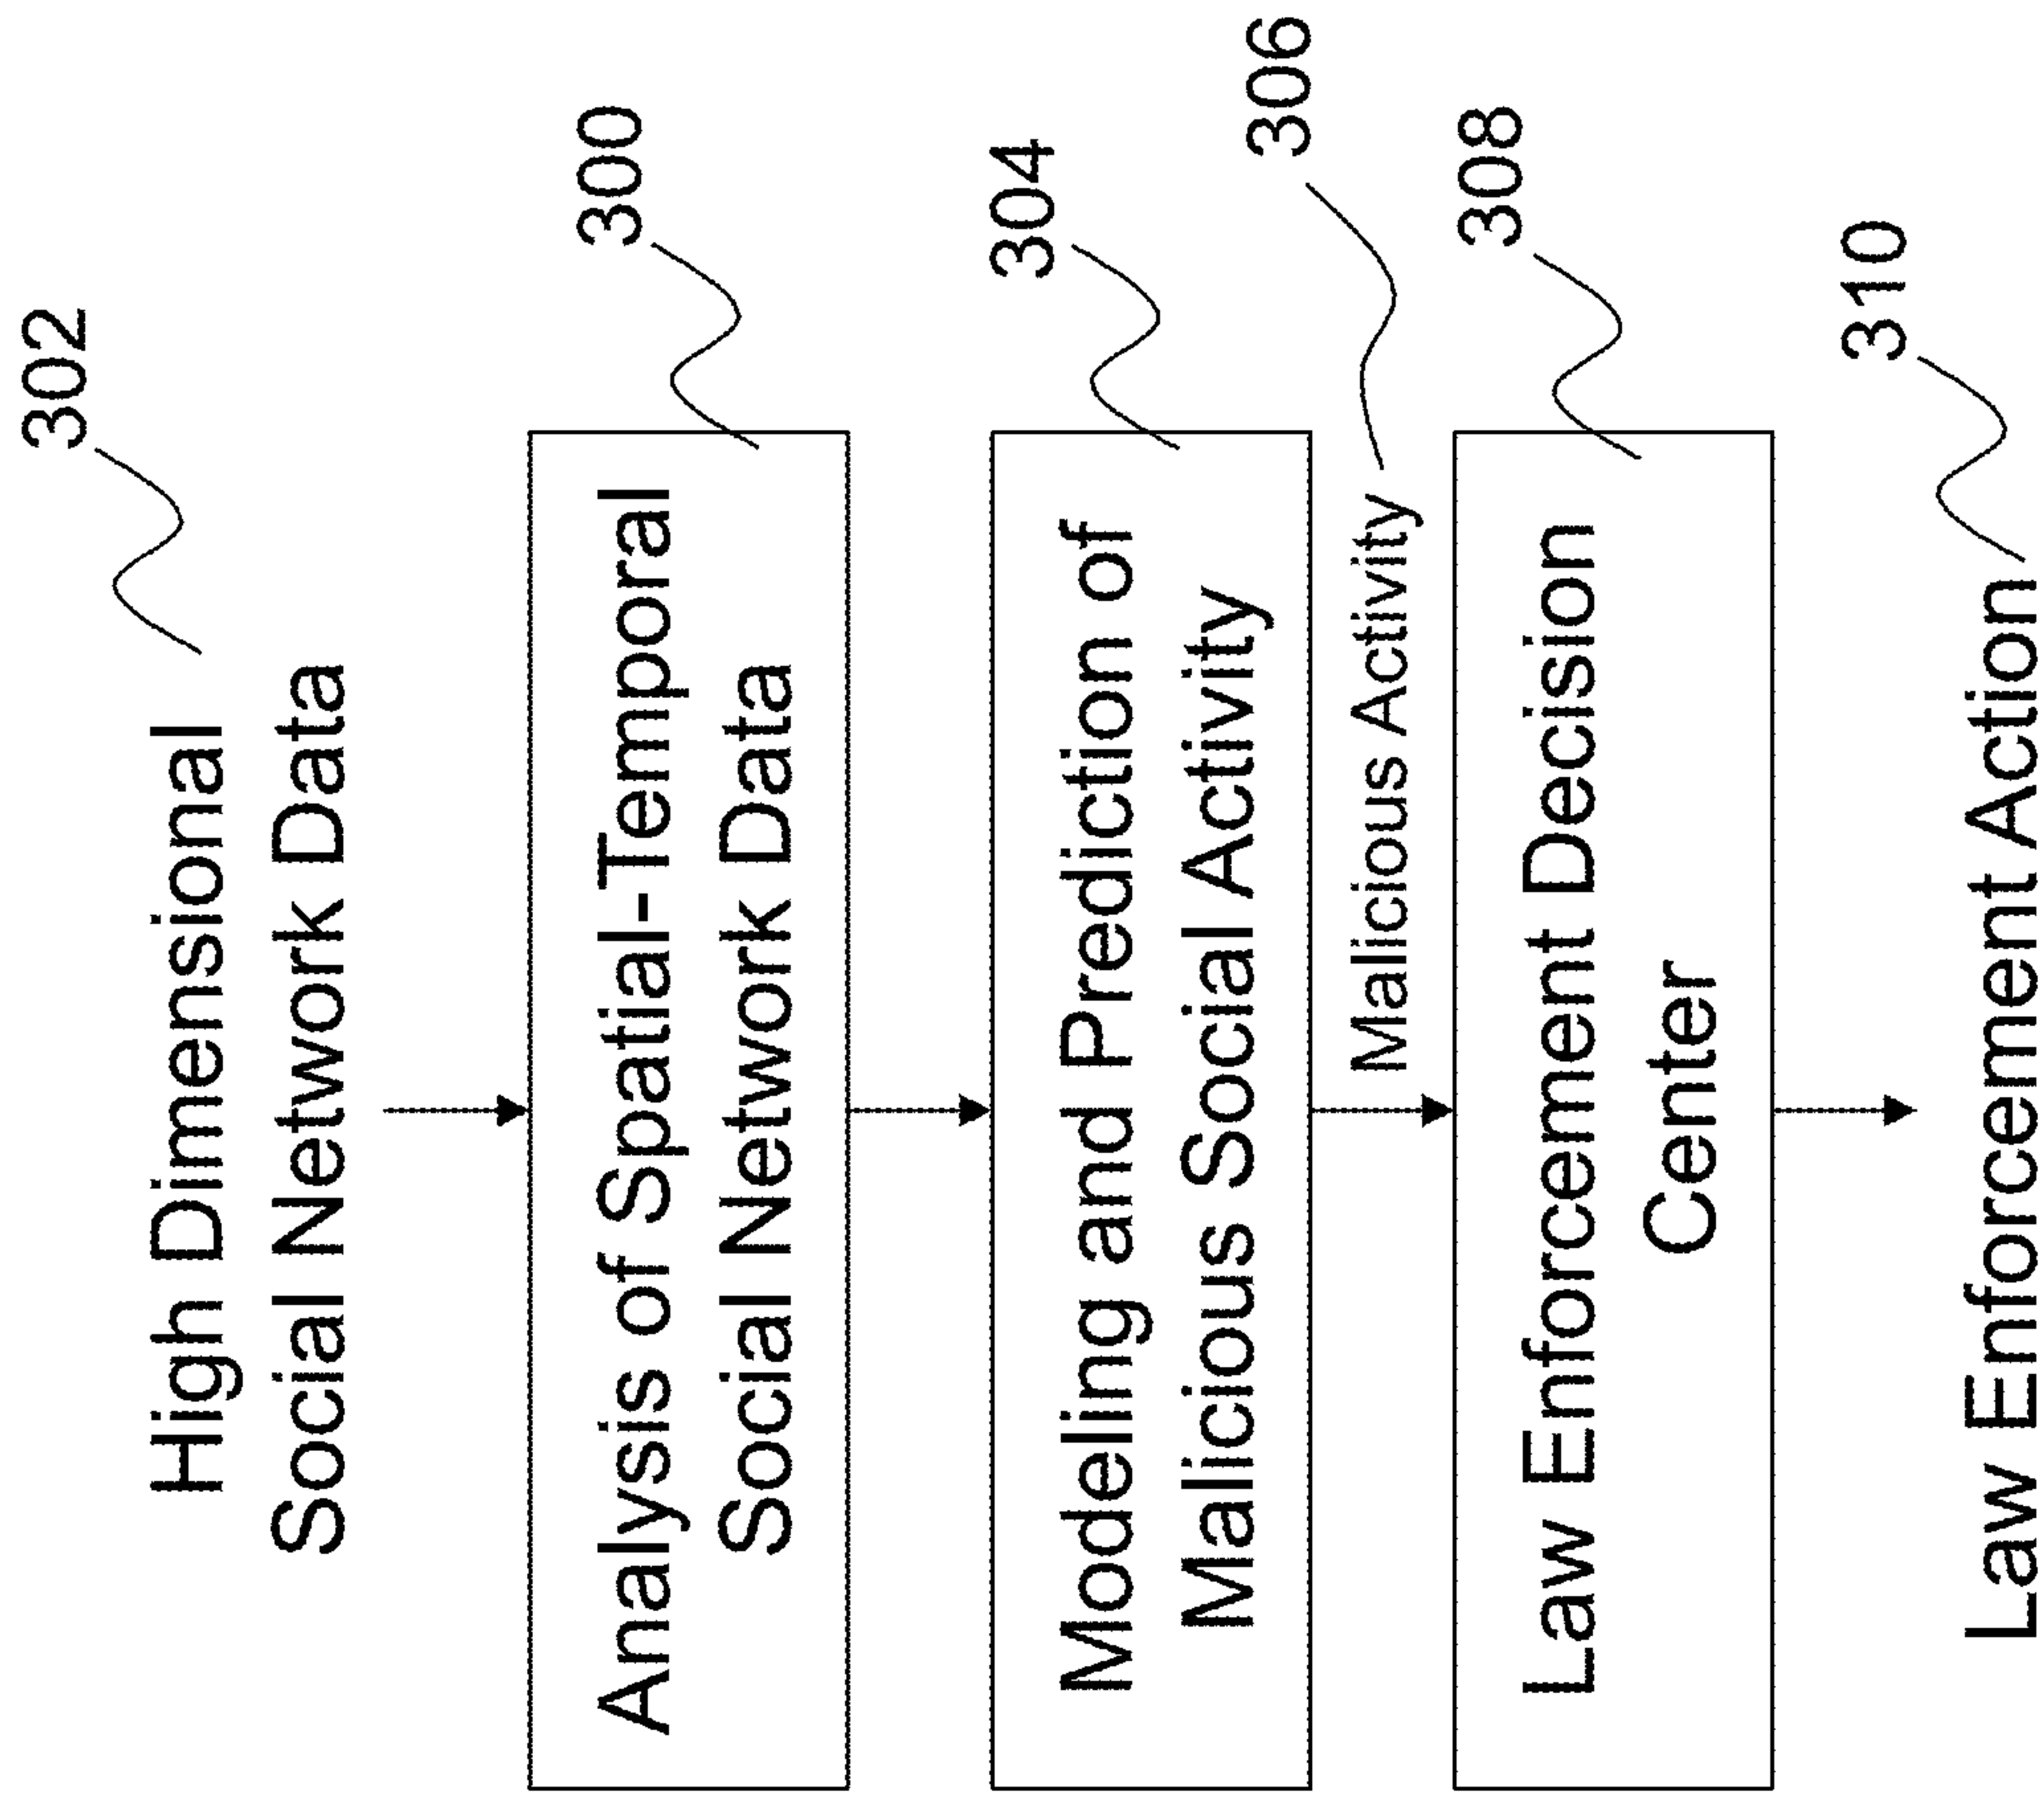 302
High Dimensional
Social Network Data
300
Analysis of Spatial-Temporal
Social Network Data
304
Modeling and Prediction of
Malicious Social Activity
306
Malicious Activity
308
Law Enforcement Decision
Center
310
Law Enforcement Action